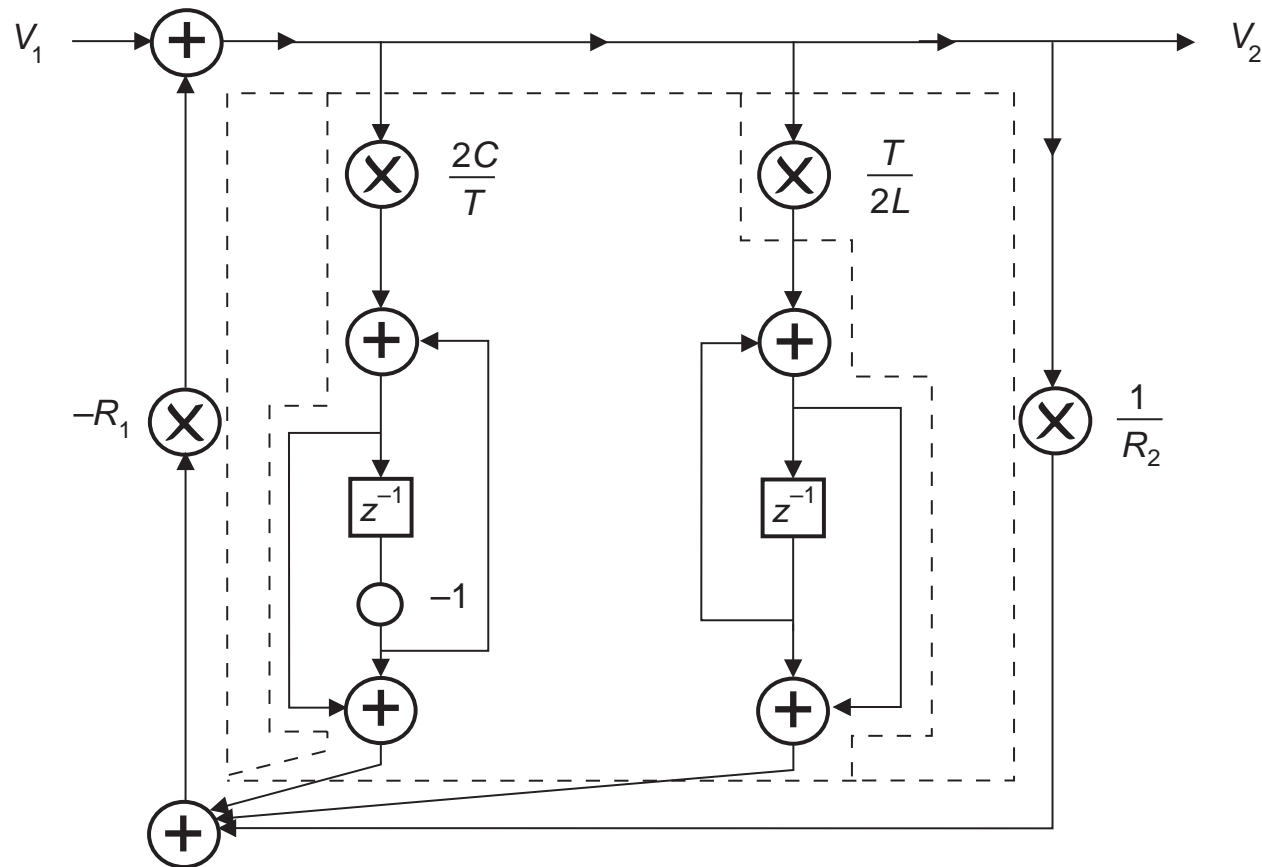 V₁ + V₂
× 2C/T × T/2L
+ +
–R₁ × × 1/R₂
z⁻¹ z⁻¹
–1
+ +
+